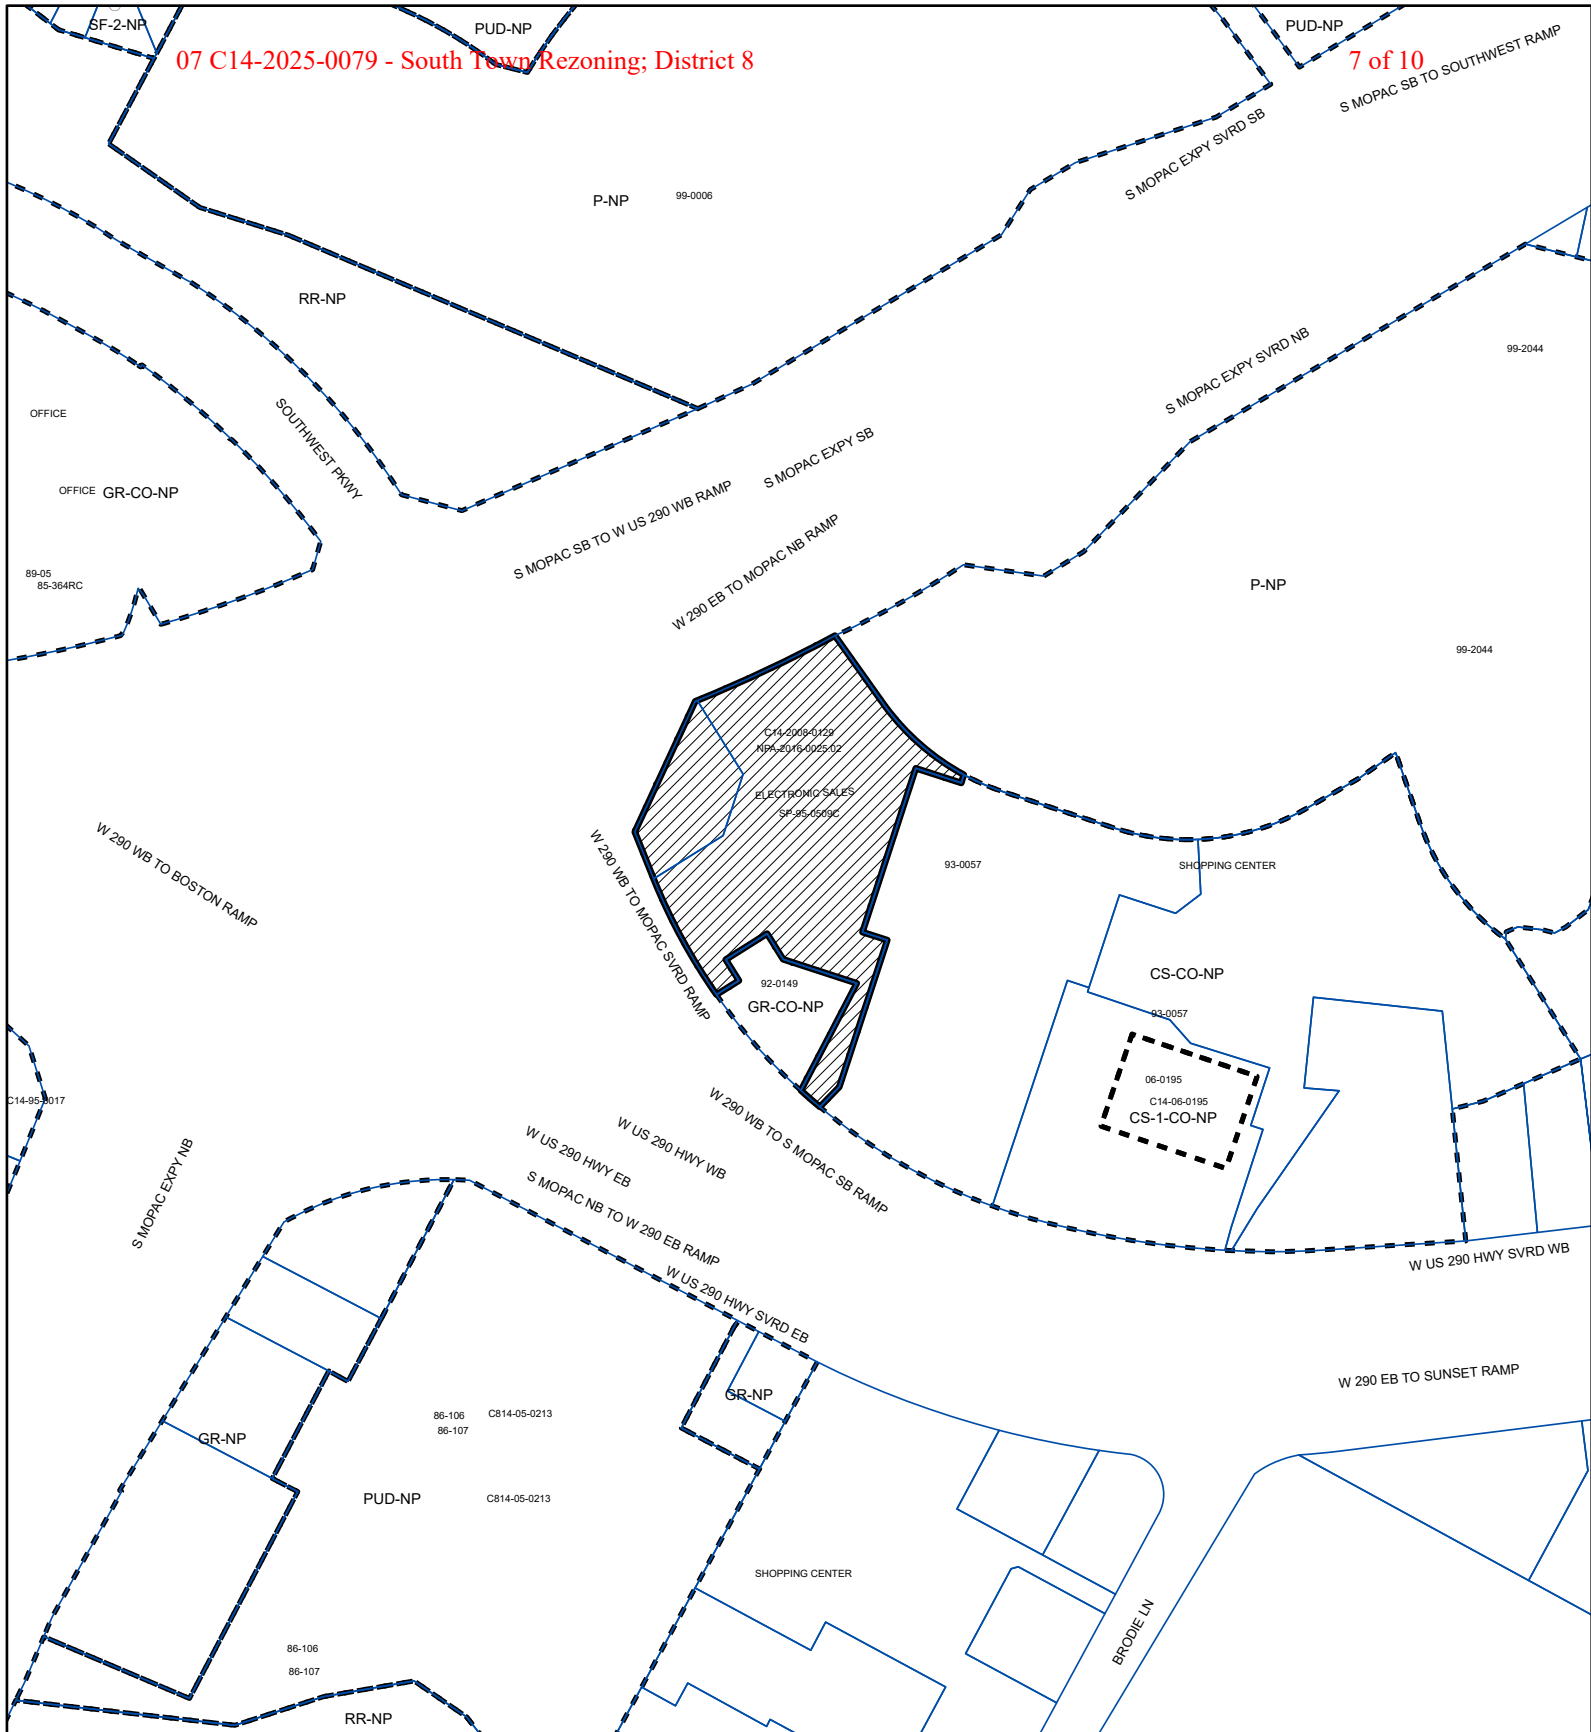 SF-2-NP
PUD-NP
PUD-NP
07 C14-2025-0079 - South Town Rezoning; District 8
7 of 10
S MOPAC SB TO SOUTHWEST RAMP
S MOPAC EXPY SVRD SB
P-NP
99-0006
RR-NP
S MOPAC EXPY SVRD NB
99-2044
OFFICE
SOUTHWEST PKWY
S MOPAC EXPY SB
OFFICE
GR-CO-NP
S MOPAC SB TO W US 290 WB RAMP
W 290 EB TO MOPAC NB RAMP
89-05
85-364RC
P-NP
99-2044
C14-2008-0129
NPA-2016-0025.02
ELECTRONIC SALES
SP-95-0509C
W 290 WB TO BOSTON RAMP
W 290 WB TO MOPAC SVRD RAMP
93-0057
SHOPPING CENTER
CS-CO-NP
92-0149
GR-CO-NP
93-0057
06-0195
C14-06-0195
CS-1-CO-NP
C14-95-0017
W 290 WB TO S MOPAC SB RAMP
W US 290 HWY WB
W US 290 HWY EB
S MOPAC EXPY NB
S MOPAC NB TO W 290 EB RAMP
W US 290 HWY SVRD WB
W US 290 HWY SVRD EB
W 290 EB TO SUNSET RAMP
GR-NP
86-106
C814-05-0213
86-107
GR-NP
PUD-NP
C814-05-0213
SHOPPING CENTER
BRODIE LN
86-106
86-107
RR-NP